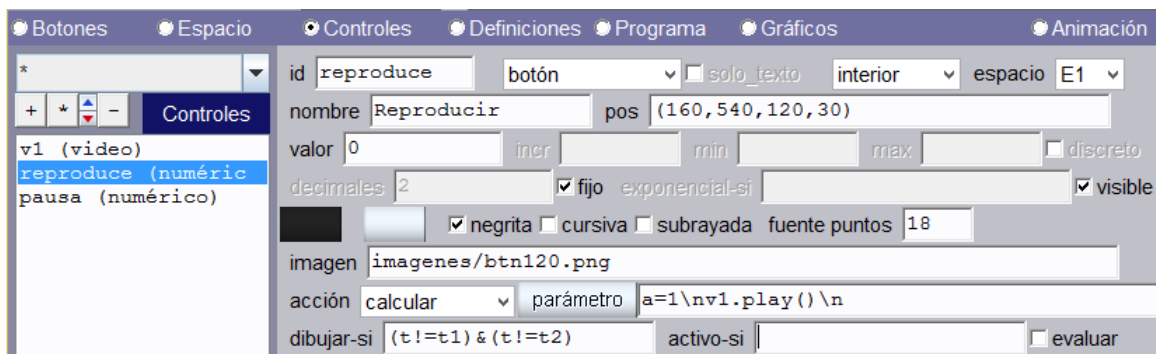 Botones Espacio Controles Definiciones Programa Gráficos Animación
*
+ * - Controles
v1 (video)
reproduce (numéric
pausa (numérico)
id reproduce botón solo_texto interior espacio E1
nombre Reproducir pos (160,540,120,30)
valor 0 incr min max discreto
decimales 2 fijo exponencial-si visible
negrita cursiva subrayada fuente puntos 18
imagen imagenes/btn120.png
acción calcular parámetro a=1\nv1.play()\n
dibujar-si (t!=t1)&(t!=t2) activo-si evaluar